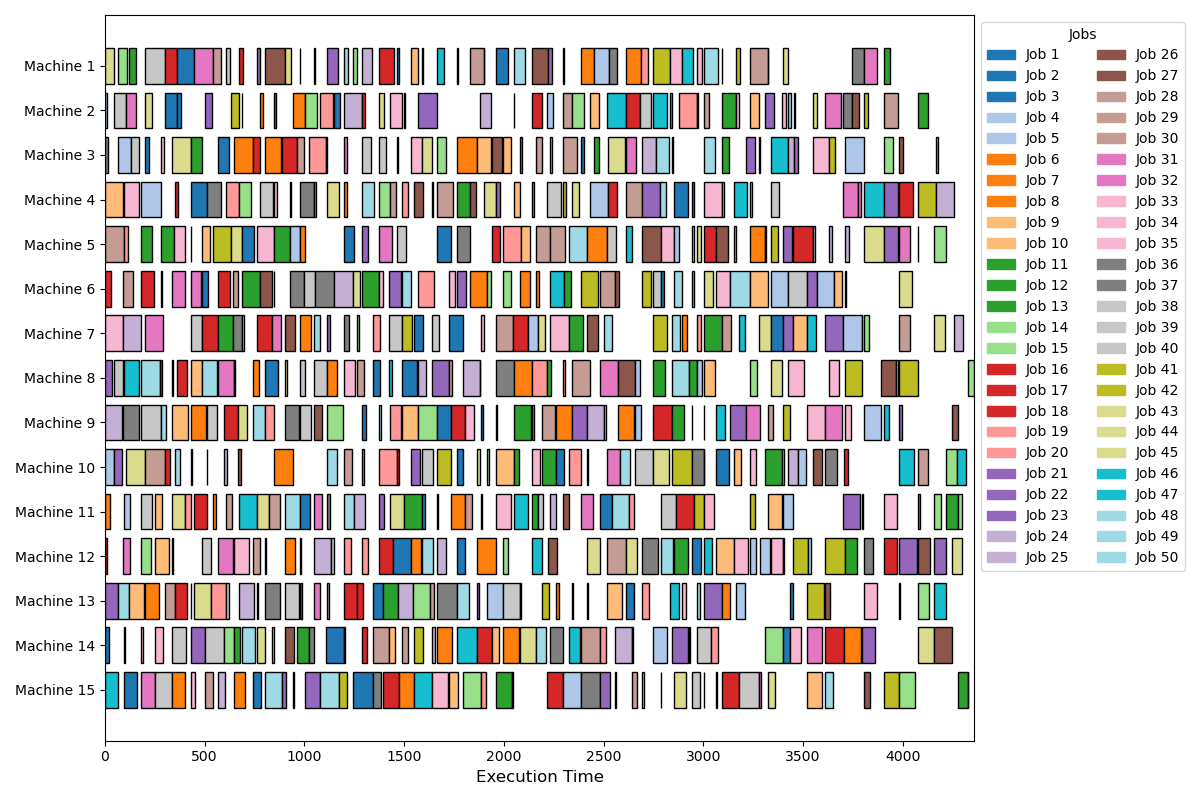 Machine 1
Machine 2
Machine 3
Machine 4
Machine 5
Machine 6
Machine 7
Machine 8
Machine 9
Machine 10
Machine 11
Machine 12
Machine 13
Machine 14
Machine 15
0 500 1000 1500 2000 2500 3000 3500 4000
Execution Time
Jobs
Job 1 Job 26
Job 2 Job 27
Job 3 Job 28
Job 4 Job 29
Job 5 Job 30
Job 6 Job 31
Job 7 Job 32
Job 8 Job 33
Job 9 Job 34
Job 10 Job 35
Job 11 Job 36
Job 12 Job 37
Job 13 Job 38
Job 14 Job 39
Job 15 Job 40
Job 16 Job 41
Job 17 Job 42
Job 18 Job 43
Job 19 Job 44
Job 20 Job 45
Job 21 Job 46
Job 22 Job 47
Job 23 Job 48
Job 24 Job 49
Job 25 Job 50